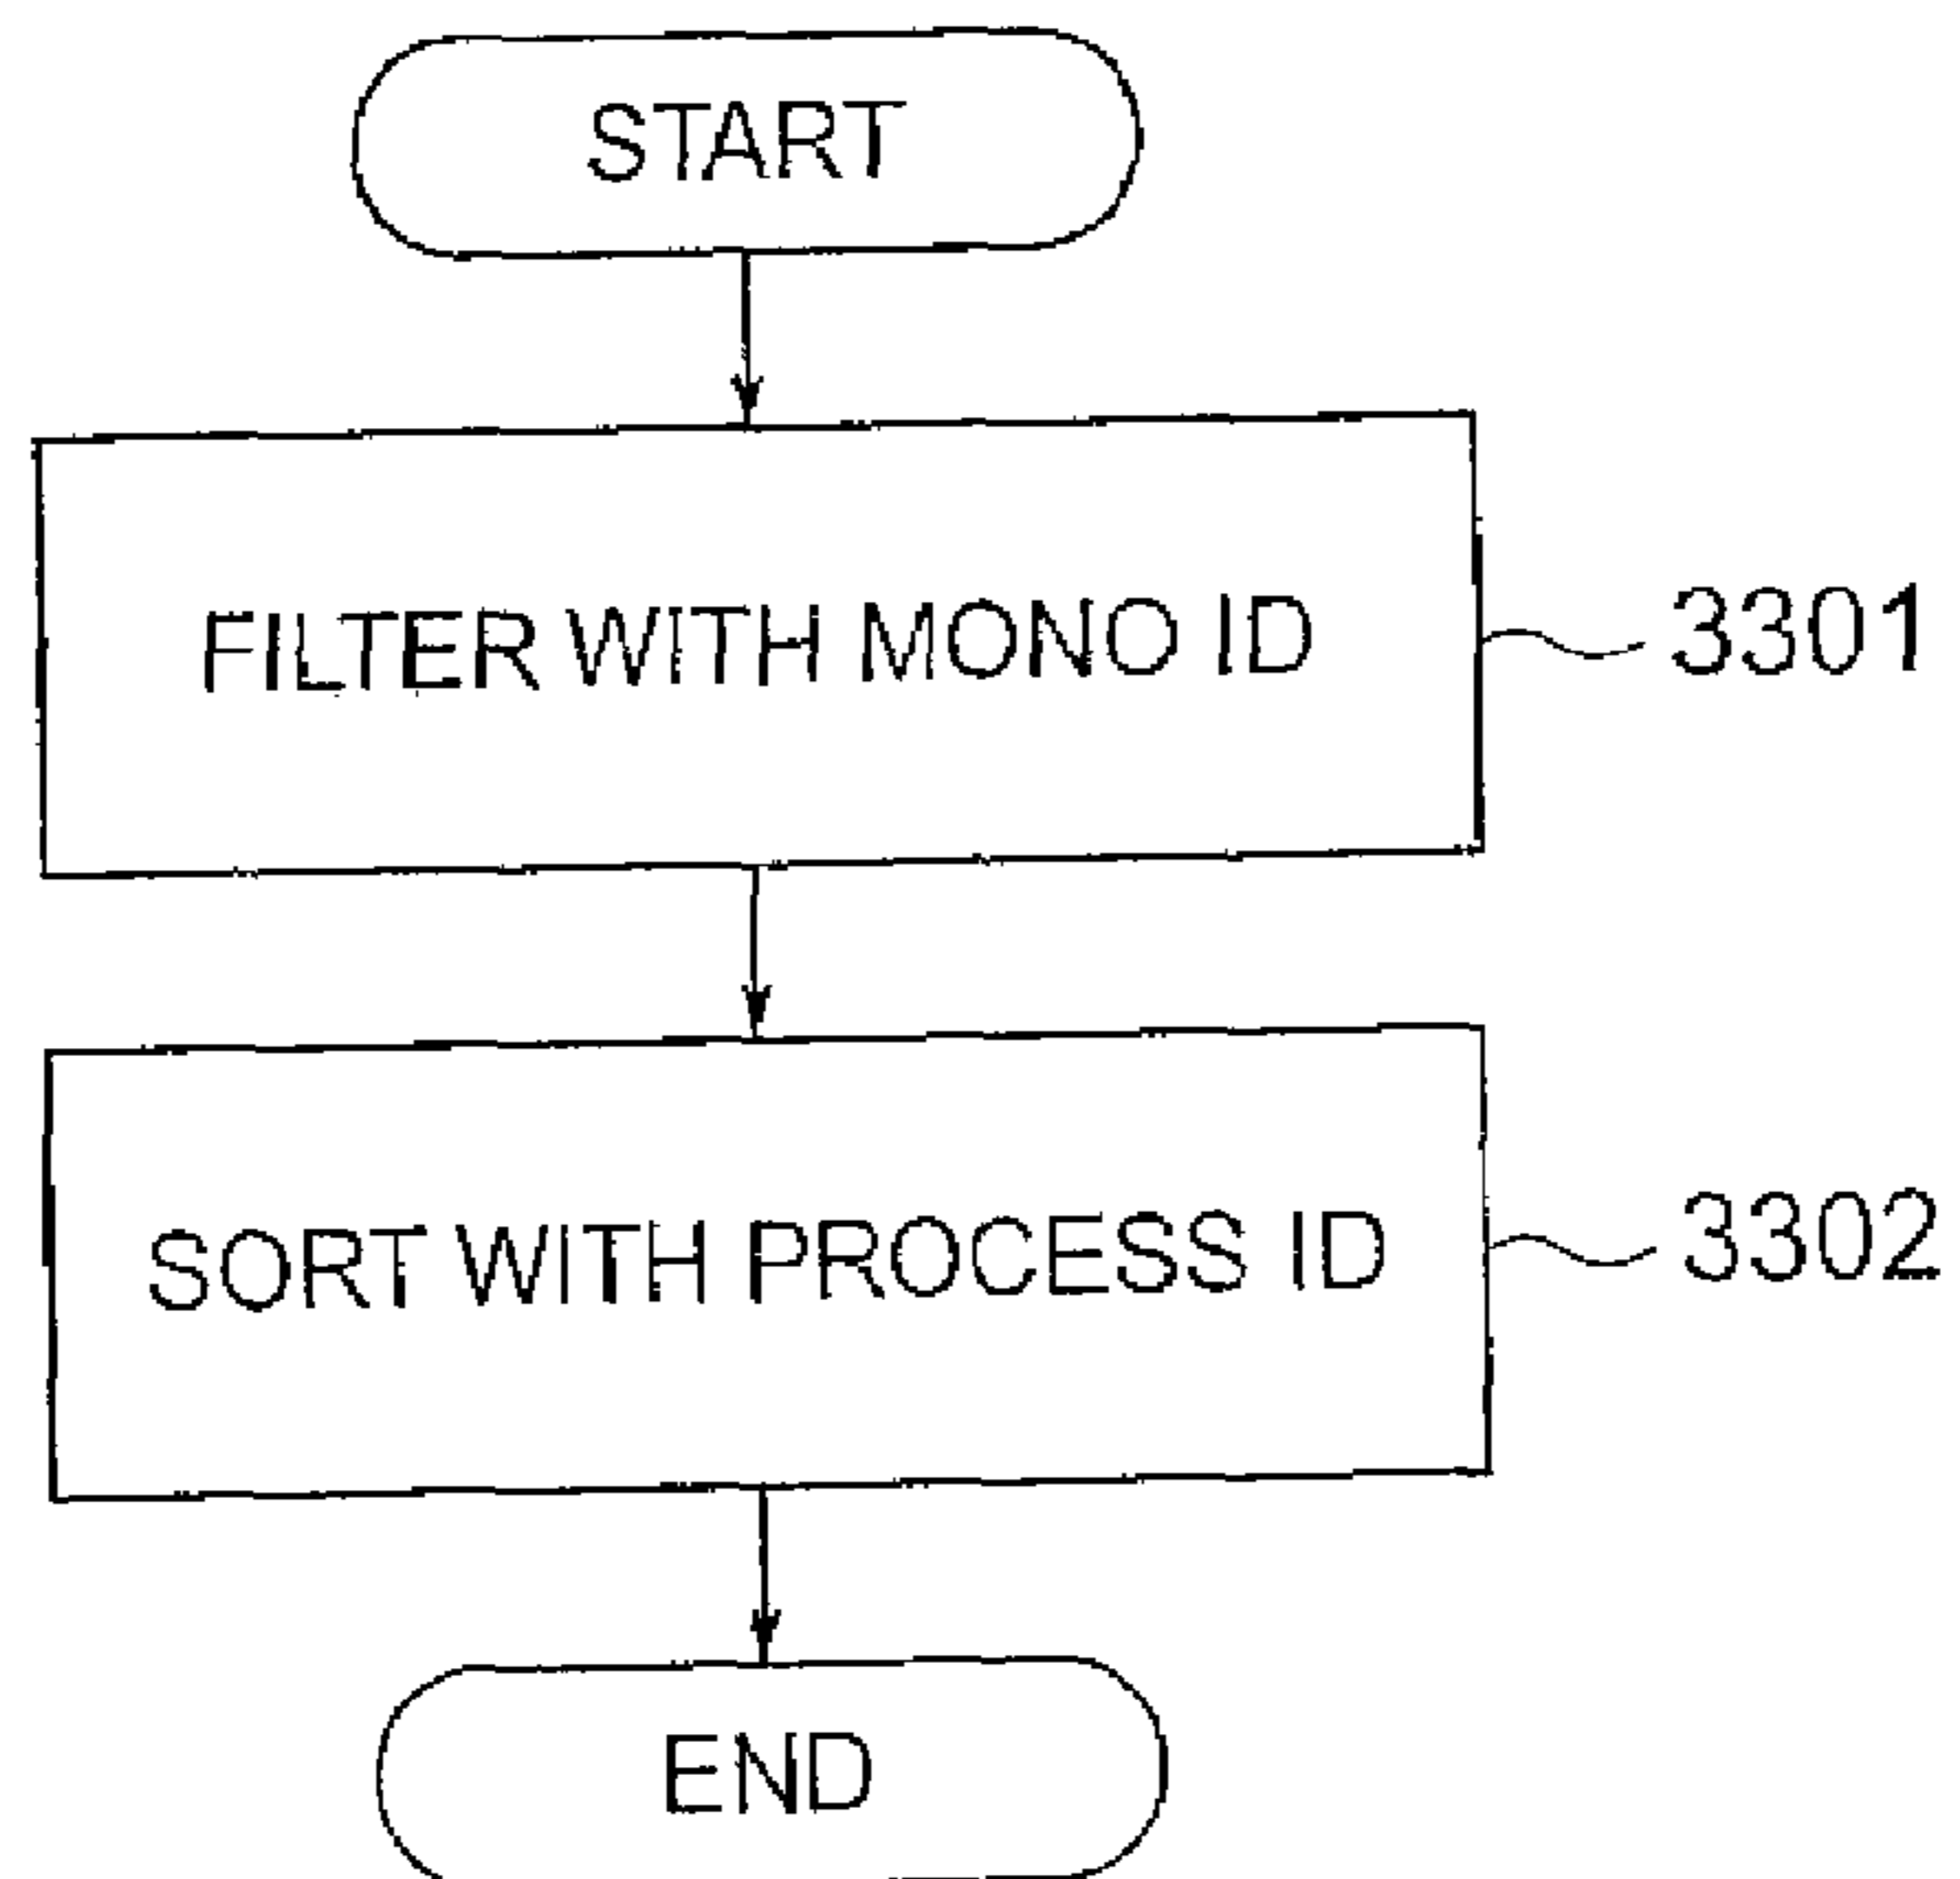 START
FILTER WITH MONO ID
3301
SORT WITH PROCESS ID
3302
END